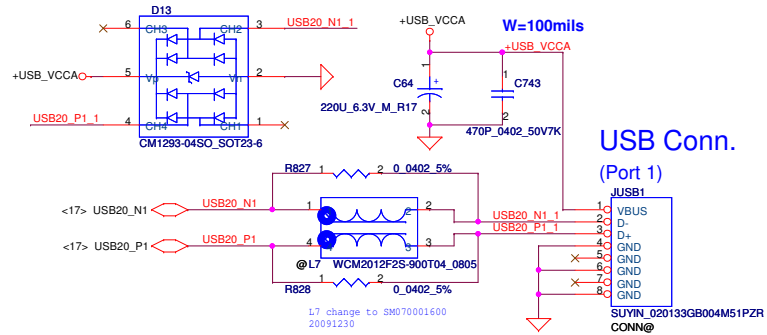 D13
6 CH3 CH2 3 USB20_N1_1
+USB_VCCA 5 Vp Vn 2
USB20_P1_1 4 CH4 CH1 1
CM1293-04SO_SOT23-6
W=100mils
+USB_VCCA
+USB_VCCA
1 + 1
C64 C743
220U_6.3V_M_R17
2 2
470P_0402_50V7K
USB Conn.
(Port 1)
JUSB1
1 VBUS
2 D-
3 D+
4 GND
5 GND
6 GND
7 GND
8 GND
SUYIN_020133GB004M51PZR
CONN@
R827 1 2 0_0402_5%
<17> USB20_N1 USB20_N1 1 2 USB20_N1_1
<17> USB20_P1 USB20_P1 4 3 USB20_P1_1
@ L7 WCM2012F2S-900T04_0805
R828 1 2 0_0402_5%
L7 change to SM070001600
20091230